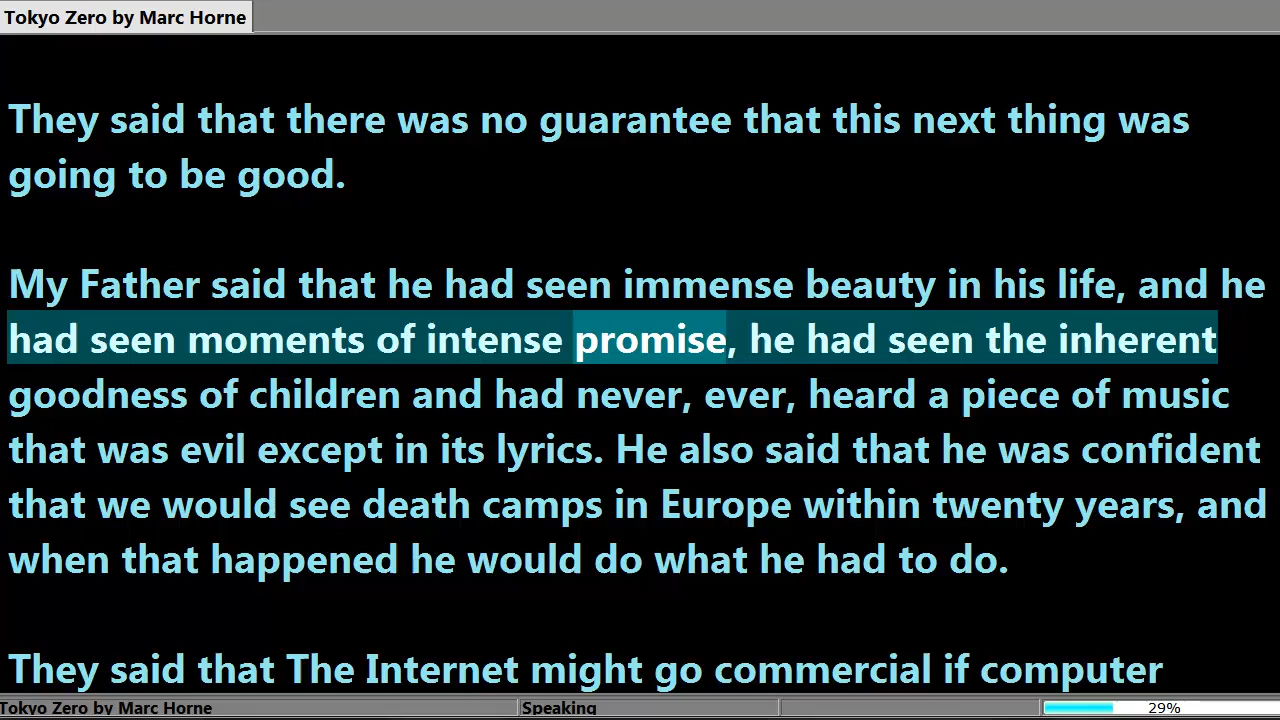 Tokyo Zero by Marc Horne
They said that there was no guarantee that this next thing was
going to be good.
My Father said that he had seen immense beauty in his life, and he
had seen moments of intense promise, he had seen the inherent
goodness of children and had never, ever, heard a piece of music
that was evil except in its lyrics. He also said that he was confident
that we would see death camps in Europe within twenty years, and
when that happened he would do what he had to do.
They said that The Internet might go commercial if computer
Tokyo Zero by Marc Horne Speaking 29%